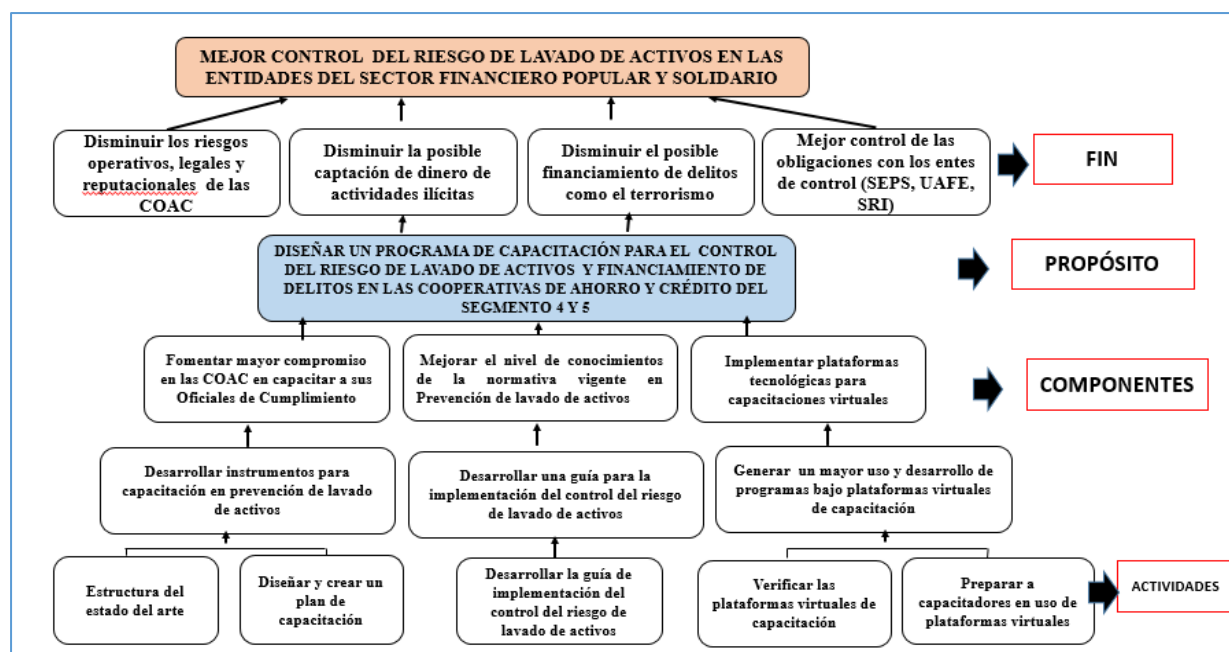 MEJOR CONTROL DEL RIESGO DE LAVADO DE ACTIVOS EN LAS
ENTIDADES DEL SECTOR FINANCIERO POPULAR Y SOLIDARIO
Disminuir los riesgos
operativos, legales y
reputacionales de las
COAC
Disminuir la posible
captación de dinero de
actividades ilícitas
Disminuir el posible
financiamiento de delitos
como el terrorismo
Mejor control de las
obligaciones con los entes
de control (SEPS, UAFE,
SRI)
FIN
DISEÑAR UN PROGRAMA DE CAPACITACIÓN PARA EL CONTROL
DEL RIESGO DE LAVADO DE ACTIVOS Y FINANCIAMIENTO DE
DELITOS EN LAS COOPERATIVAS DE AHORRO Y CRÉDITO DEL
SEGMENTO 4 Y 5
PROPÓSITO
Fomentar mayor compromiso
en las COAC en capacitar a sus
Oficiales de Cumplimiento
Mejorar el nivel de conocimientos
de la normativa vigente en
Prevención de lavado de activos
Implementar plataformas
tecnológicas para
capacitaciones virtuales
COMPONENTES
Desarrollar instrumentos para
capacitación en prevención de lavado
de activos
Desarrollar una guía para la
implementación del control del riesgo
de lavado de activos
Generar un mayor uso y desarrollo de
programas bajo plataformas virtuales
de capacitación
Estructura del
estado del arte
Diseñar y crear un
plan de
capacitación
Desarrollar la guía de
implementación del
control del riesgo de
lavado de activos
Verificar las
plataformas virtuales de
capacitación
Preparar a
capacitadores en uso de
plataformas virtuales
ACTIVIDADES